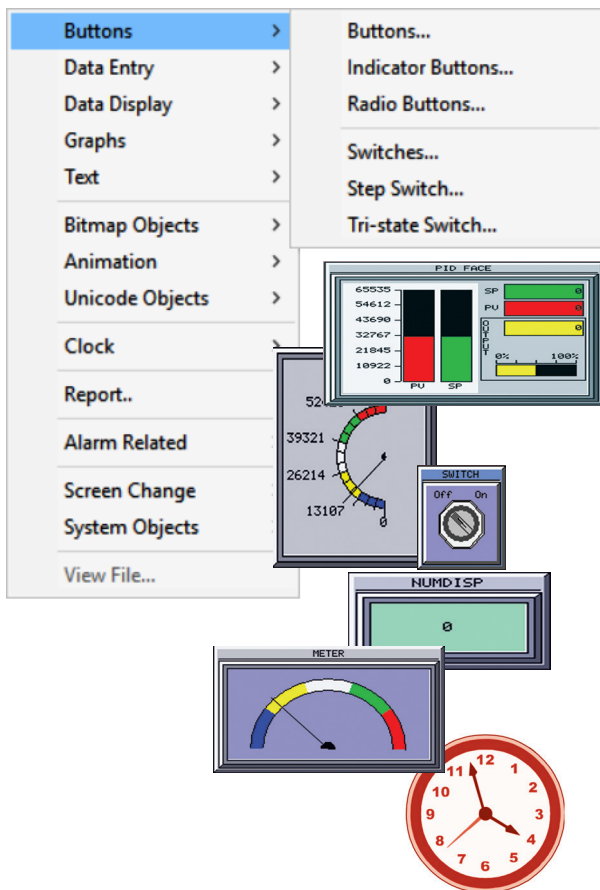 Buttons
Data Entry
Data Display
Graphs
Text
Bitmap Objects
Animation
Unicode Objects
Clock
Report..
Alarm Related
Screen Change
System Objects
View File...
Buttons...
Indicator Buttons...
Radio Buttons...
Switches...
Step Switch...
Tri-state Switch...
PID FACE
65535
54612
43690
32767
21845
10922
0
PV SP
SP 0
PV 0
OUTPUT
0
0% 100%
39321
26214
13107
0
SWITCH
Off On
NUMDISP
0
METER
12
1
2
3
4
5
6
7
8
9
10
11